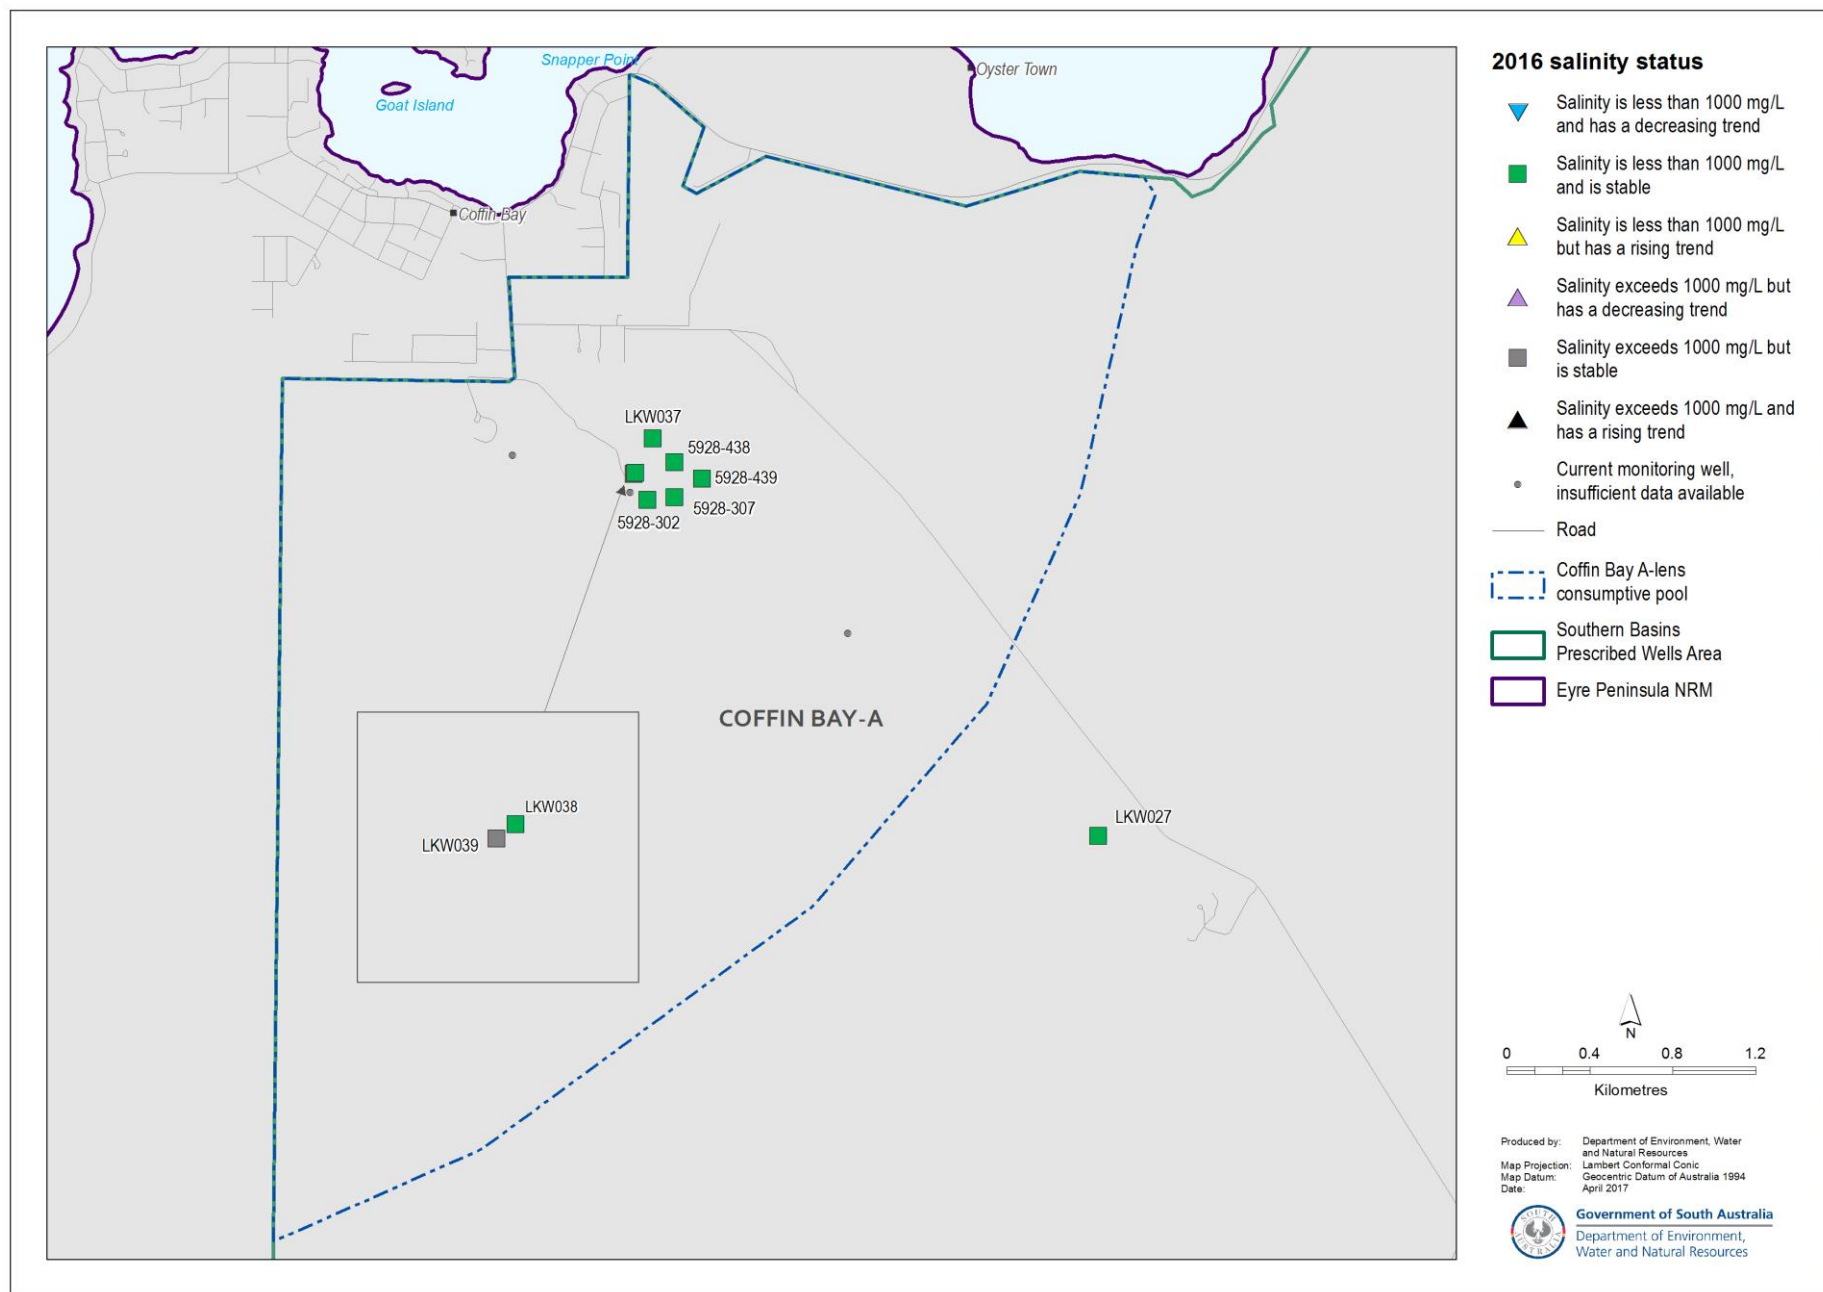 Snapper Point
Oyster Town
Goat Island
Coffin Bay
LKW037
5928-438
5928-439
5928-307
5928-302
COFFIN BAY-A
LKW038
LKW039
LKW027
2016 salinity status
Salinity is less than 1000 mg/L
and has a decreasing trend
Salinity is less than 1000 mg/L
and is stable
Salinity is less than 1000 mg/L
but has a rising trend
Salinity exceeds 1000 mg/L but
has a decreasing trend
Salinity exceeds 1000 mg/L but
is stable
Salinity exceeds 1000 mg/L and
has a rising trend
Current monitoring well,
insufficient data available
Road
Coffin Bay A-lens
consumptive pool
Southern Basins
Prescribed Wells Area
Eyre Peninsula NRM
N
0 0.4 0.8 1.2
Kilometres
Produced by: Department of Environment, Water
and Natural Resources
Map Projection: Lambert Conformal Conic
Map Datum: Geocentric Datum of Australia 1994
Date: April 2017
SOUTH AUSTRALIA
Government of South Australia
Department of Environment,
Water and Natural Resources